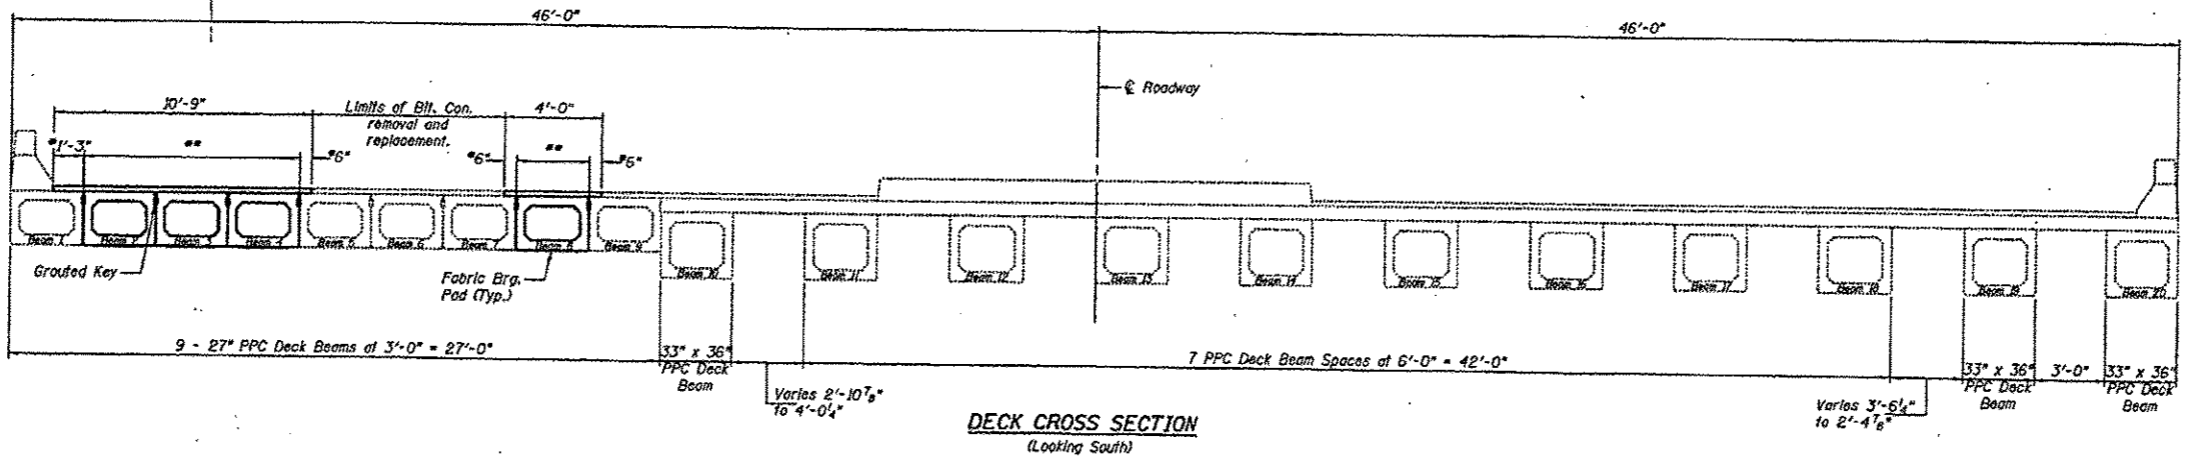 46'-0"
46'-0"
℄ Roadway
10'-9"
Limits of Bit. Con.
removal and
replacement.
4'-0"
*1'-3"
**
*6"
*6"
**
*6"
Beam 1
Beam 2
Beam 3
Beam 4
Beam 5
Beam 6
Beam 7
Beam 8
Beam 9
Beam 10
Beam 11
Beam 12
Beam 13
Beam 14
Beam 15
Beam 16
Beam 17
Beam 18
Beam 19
Beam 20
Grouted Key
Fabric Brg.
Pad (Typ.)
9 - 27" PPC Deck Beams at 3'-0" = 27'-0"
33" x 36"
PPC Deck
Beam
Varies 2'-10⅞"
to 4'-0¼"
7 PPC Deck Beam Spaces at 6'-0" = 42'-0"
Varies 3'-6¼"
to 2'-4⅞"
33" x 36"
PPC Deck
Beam
3'-0"
33" x 36"
PPC Deck
Beam
DECK CROSS SECTION
(Looking South)